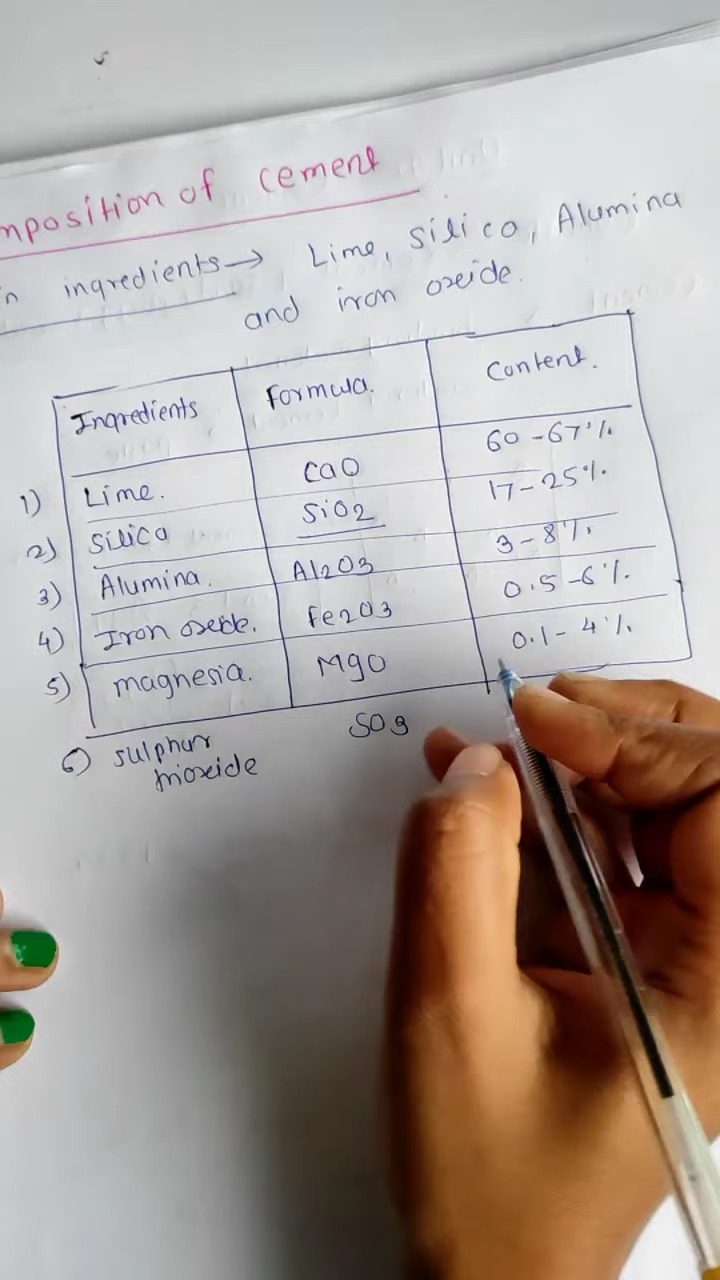 mposition of cement
n ingredients → Lime, silica, Alumina
and iron oxide.
Ingredients Formula. Content.
1) Lime. CaO 60-67%
2) Silica SiO2 17-25%
3) Alumina. Al2O3 3-8%
4) Iron oxide. Fe2O3 0.5-6%
5) magnesia. MgO 0.1-4%
6) sulphur SO3
trioxide